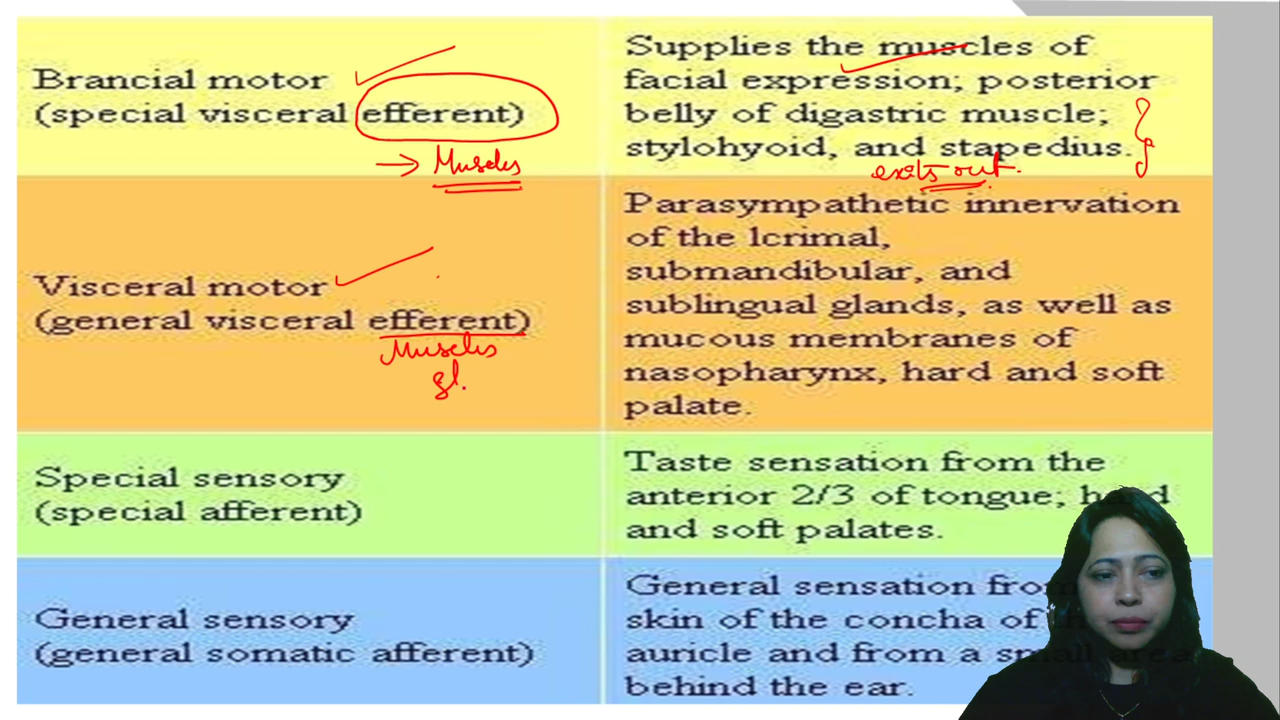 Brancial motor
(special visceral efferent)
→ Muscles
Supplies the muscles of
facial expression; posterior
belly of digastric muscle;
stylohyoid, and stapedius.
exits out.
Visceral motor
(general visceral efferent)
Muscles
gl.
Parasympathetic innervation
of the lcrimal,
submandibular, and
sublingual glands, as well as
mucous membranes of
nasopharynx, hard and soft
palate.
Special sensory
(special afferent)
Taste sensation from the
anterior 2/3 of tongue; hard
and soft palates.
General sensory
(general somatic afferent)
General sensation from
skin of the concha of
auricle and from a small area
behind the ear.